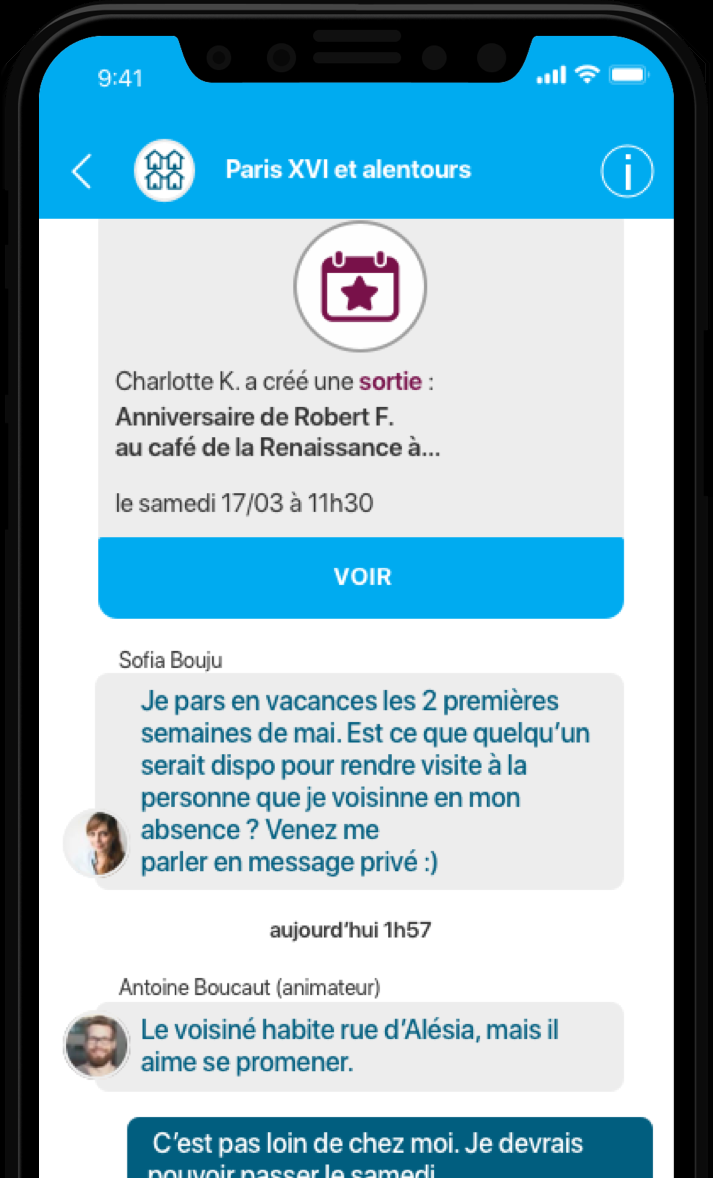 9:41
Paris XVI et alentours
i
Charlotte K. a créé une sortie :
Anniversaire de Robert F.
au café de la Renaissance à...
le samedi 17/03 à 11h30
VOIR
Sofia Bouju
Je pars en vacances les 2 premières
semaines de mai. Est ce que quelqu’un
serait dispo pour rendre visite à la
personne que je voisinne en mon
absence ? Venez me
parler en message privé :)
aujourd’hui 1h57
Antoine Boucaut (animateur)
Le voisiné habite rue d’Alésia, mais il
aime se promener.
C’est pas loin de chez moi. Je devrais
pouvoir passer le samedi